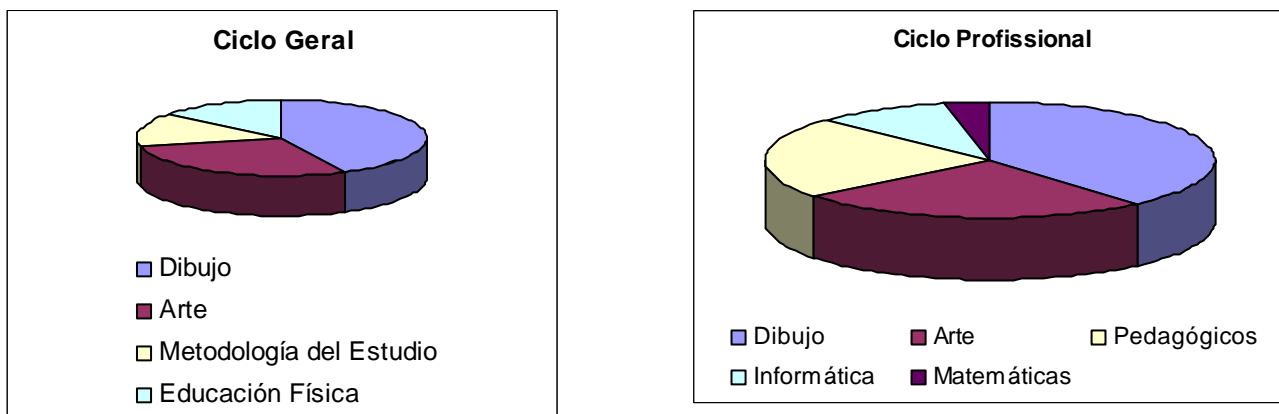 Ciclo Geral
Dibujo
Arte
Metodología del Estudio
Educación Física
Ciclo Profissional
Dibujo Arte Pedagógicos
Informática Matemáticas